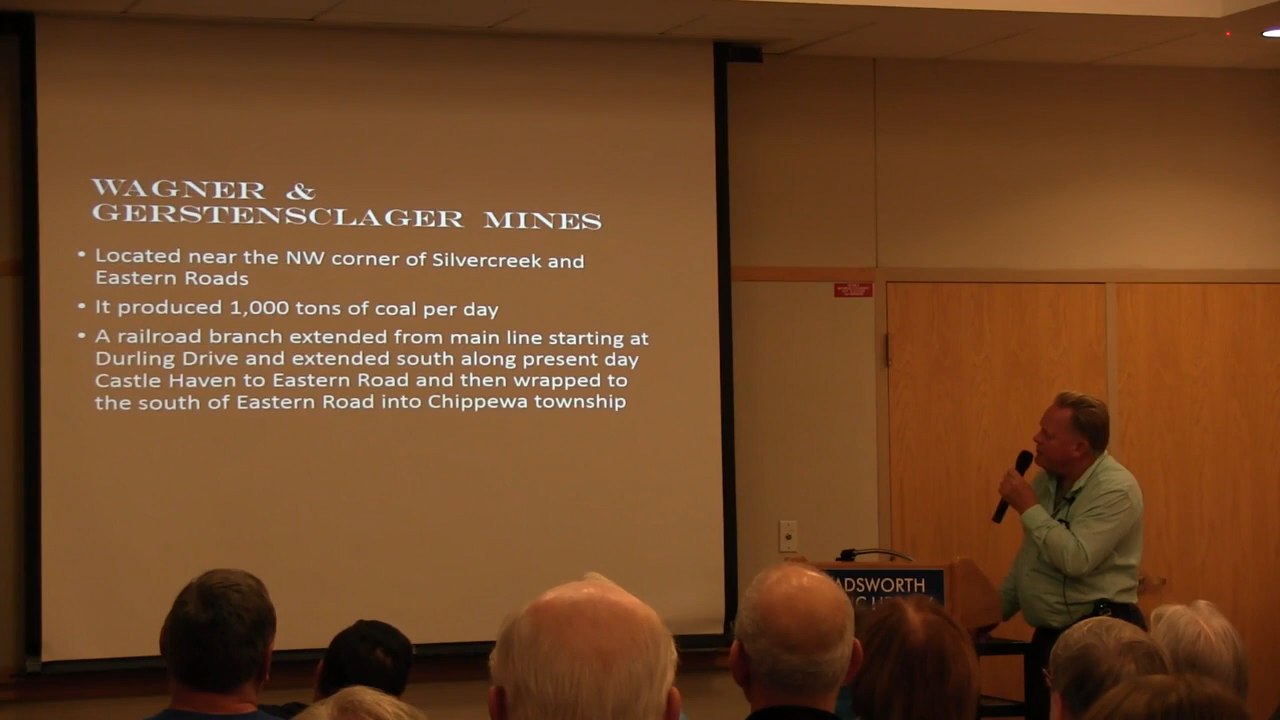 WAGNER &
GERSTENSCLAGER MINES
• Located near the NW corner of Silvercreek and
Eastern Roads
• It produced 1,000 tons of coal per day
• A railroad branch extended from main line starting at
Durling Drive and extended south along present day
Castle Haven to Eastern Road and then wrapped to
the south of Eastern Road into Chippewa township
ADSWORTH